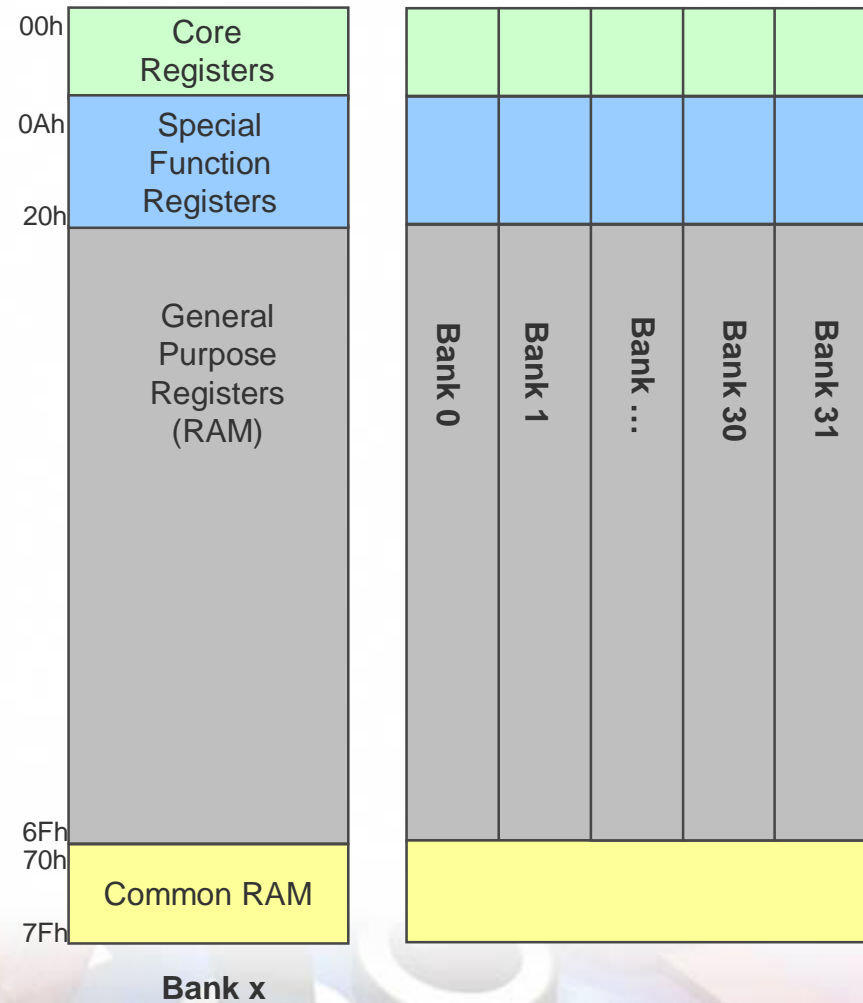 00h
Core
Registers
0Ah
Special
Function
Registers
20h
General
Purpose
Registers
(RAM)
6Fh
70h
Common RAM
7Fh
Bank x
Bank 0
Bank 1
Bank ...
Bank 30
Bank 31